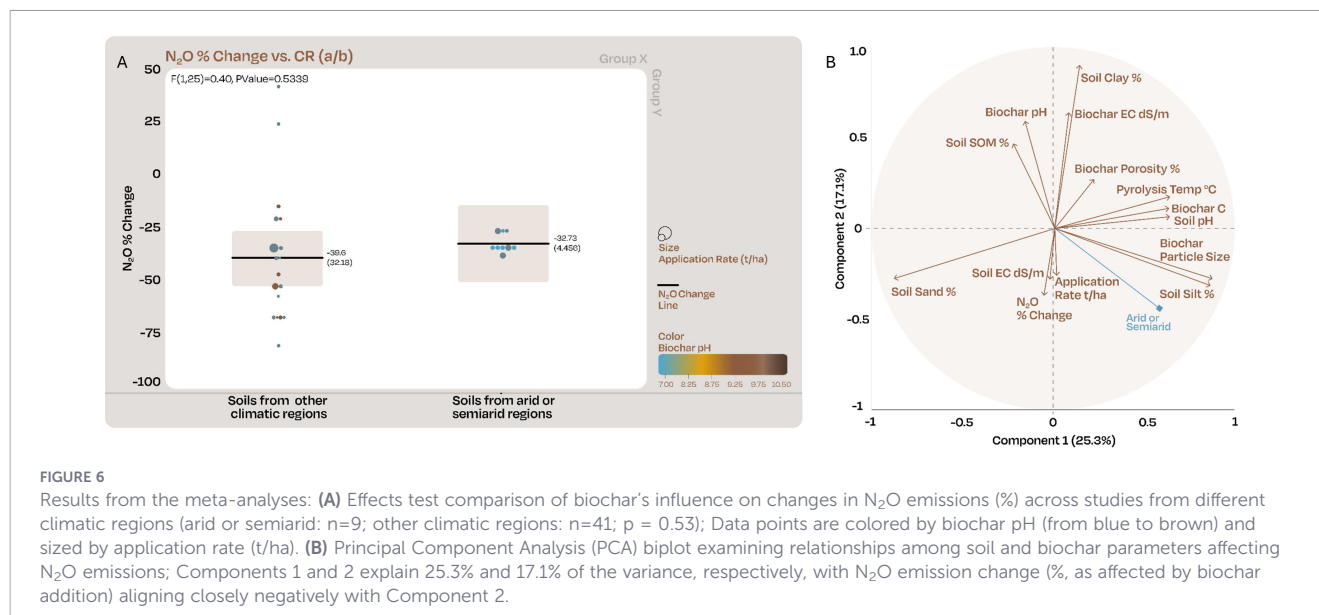 A
N₂O % Change vs. CR (a/b)
Group X
Group Y
F(1,25)=0.40, PValue=0.5339
50
25
0
-25
-50
-75
-100
N₂O % Change
-39.6
(32.18)
-32.73
(4.456)
Soils from other
climatic regions
Soils from arid or
semiarid regions
Size
Application Rate (t/ha)
N₂O Change
Line
Color
Biochar pH
7.00 8.25 8.75 9.25 9.75 10.50
B
1.0
0.5
0
-0.5
-1
Component 2 (17.1%)
Soil Clay %
Biochar pH
Biochar EC dS/m
Soil SOM %
Biochar Porosity %
Pyrolysis Temp °C
Biochar C
Soil pH
Biochar
Particle Size
Soil Sand %
Soil EC dS/m
Application
Rate t/ha
Soil Silt %
N₂O
% Change
Arid or
Semiarid
-1 -0.5 0 0.5 1
Component 1 (25.3%)
FIGURE 6
Results from the meta-analyses: (A) Effects test comparison of biochar's influence on changes in N₂O emissions (%) across studies from different
climatic regions (arid or semiarid: n=9; other climatic regions: n=41; p = 0.53); Data points are colored by biochar pH (from blue to brown) and
sized by application rate (t/ha). (B) Principal Component Analysis (PCA) biplot examining relationships among soil and biochar parameters affecting
N₂O emissions; Components 1 and 2 explain 25.3% and 17.1% of the variance, respectively, with N₂O emission change (%, as affected by biochar
addition) aligning closely negatively with Component 2.